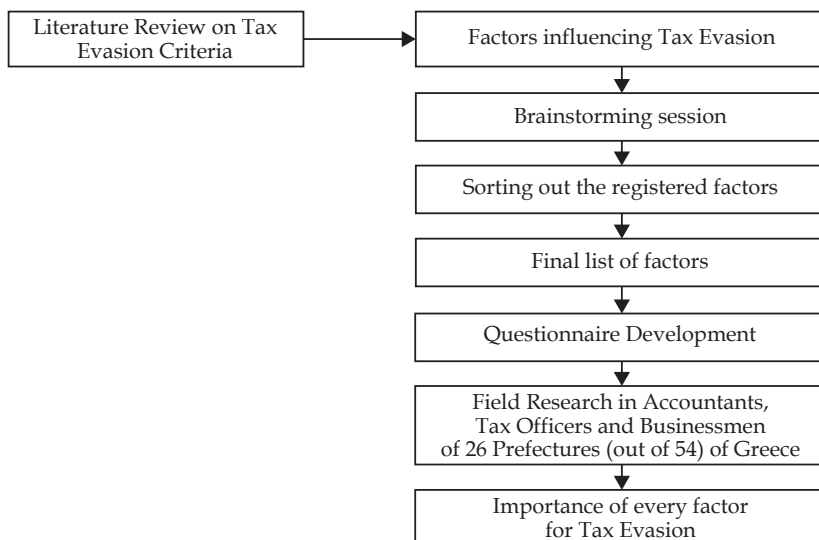 Literature Review on Tax
Evasion Criteria
Factors influencing Tax Evasion
Brainstorming session
Sorting out the registered factors
Final list of factors
Questionnaire Development
Field Research in Accountants,
Tax Officers and Businessmen
of 26 Prefectures (out of 54) of Greece
Importance of every factor
for Tax Evasion